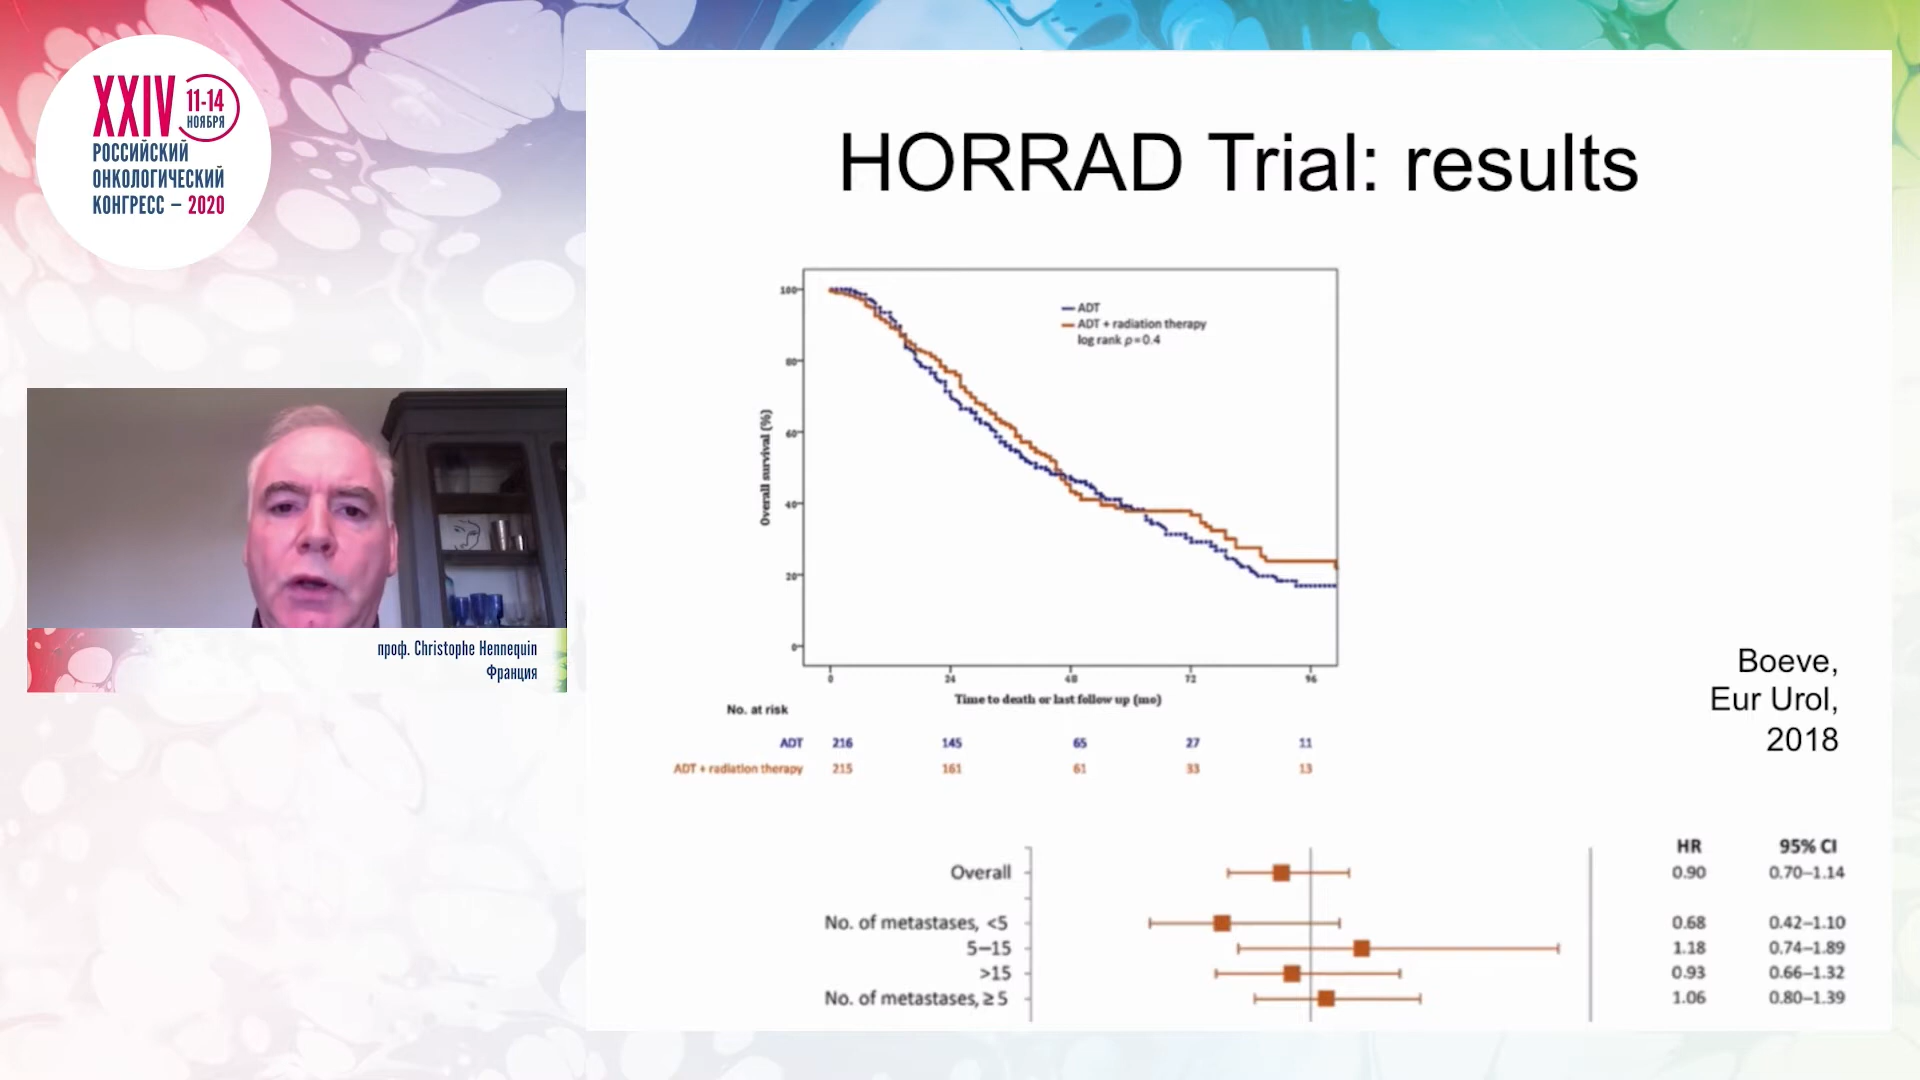 XXIV 11-14
НОЯБРЯ
РОССИЙСКИЙ
ОНКОЛОГИЧЕСКИЙ
КОНГРЕСС – 2020
проф. Christophe Hennequin
Франция
HORRAD Trial: results
100
80
60
40
20
0
Overall survival (%)
ADT
ADT + radiation therapy
log rank p=0.4
0 24 48 72 96
Time to death or last follow up (mo)
No. at risk
ADT 216 145 65 27 11
ADT + radiation therapy 215 161 61 33 13
Boeve,
Eur Urol,
2018
HR 95% CI
Overall 0.90 0.70–1.14
No. of metastases, <5 0.68 0.42–1.10
5–15 1.18 0.74–1.89
>15 0.93 0.66–1.32
No. of metastases, ≥5 1.06 0.80–1.39